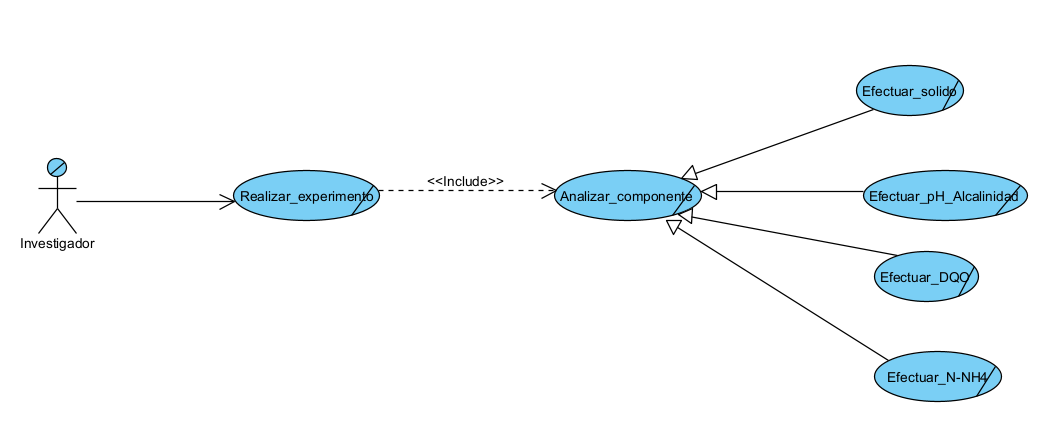 Efectuar_solido
<<Include>>
Realizar_experimento
Analizar_componente
Efectuar_pH_Alcalinidad
Investigador
Efectuar_DQO
Efectuar_N-NH4